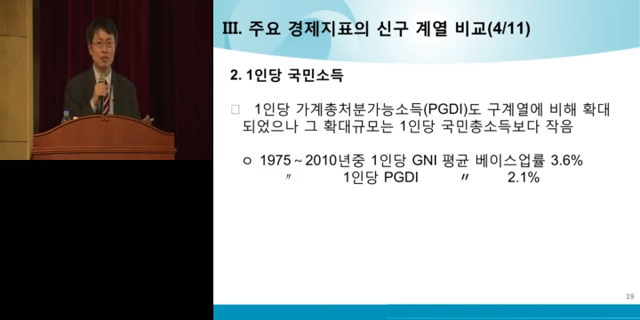 Ⅲ. 주요 경제지표의 신구 계열 비교(4/11)
2. 1인당 국민소득
□ 1인당 가계총처분가능소득(PGDI)도 구계열에 비해 확대
되었으나 그 확대규모는 1인당 국민총소득보다 작음
ㅇ 1975～2010년중 1인당 GNI 평균 베이스업률 3.6%
〃 1인당 PGDI 〃 2.1%
19